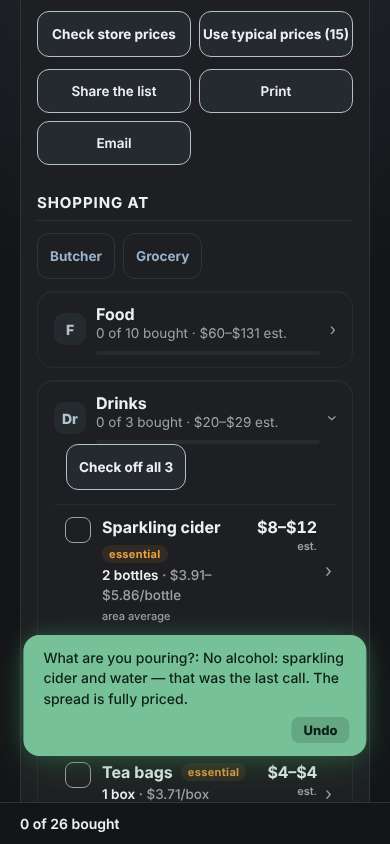 Check store prices
Use typical prices (15)
Share the list
Print
Email
SHOPPING AT
Butcher
Grocery
F
Food
0 of 10 bought · $60–$131 est.
Dr
Drinks
0 of 3 bought · $20–$29 est.
Check off all 3
Sparkling cider
$8–$12
essential
est.
2 bottles · $3.91–
$5.86/bottle
area average
What are you pouring?: No alcohol: sparkling
cider and water — that was the last call. The
spread is fully priced.
Undo
Tea bags essential $4–$4
1 box · $3.71/box est.
0 of 26 bought